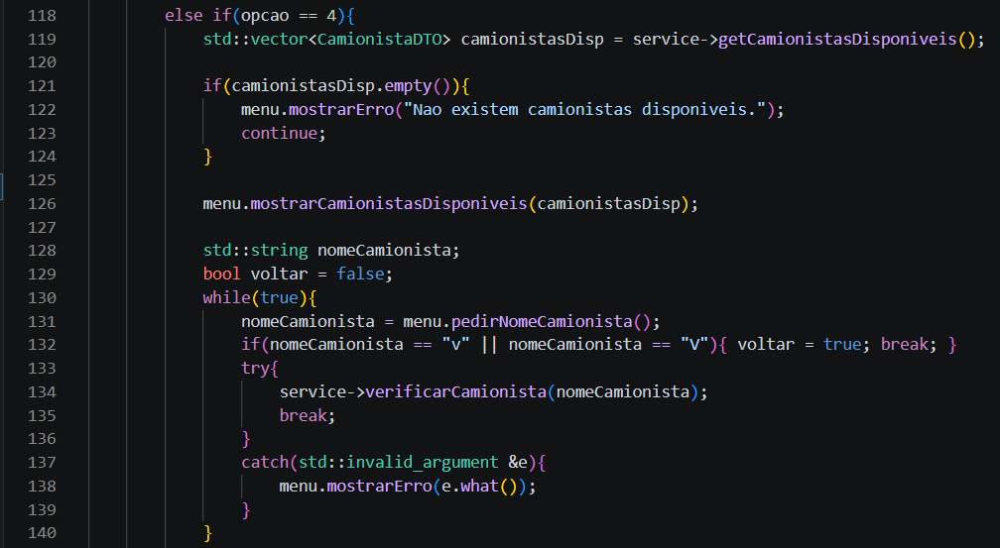 118 else if(opcao == 4){
119 std::vector<CamionistaDTO> camionistasDisp = service->getCamionistasDisponiveis();
120
121 if(camionistasDisp.empty()){
122 menu.mostrarErro("Nao existem camionistas disponiveis.");
123 continue;
124 }
125
126 menu.mostrarCamionistasDisponiveis(camionistasDisp);
127
128 std::string nomeCamionista;
129 bool voltar = false;
130 while(true){
131 nomeCamionista = menu.pedirNomeCamionista();
132 if(nomeCamionista == "v" || nomeCamionista == "V"){ voltar = true; break; }
133 try{
134 service->verificarCamionista(nomeCamionista);
135 break;
136 }
137 catch(std::invalid_argument &e){
138 menu.mostrarErro(e.what());
139 }
140 }